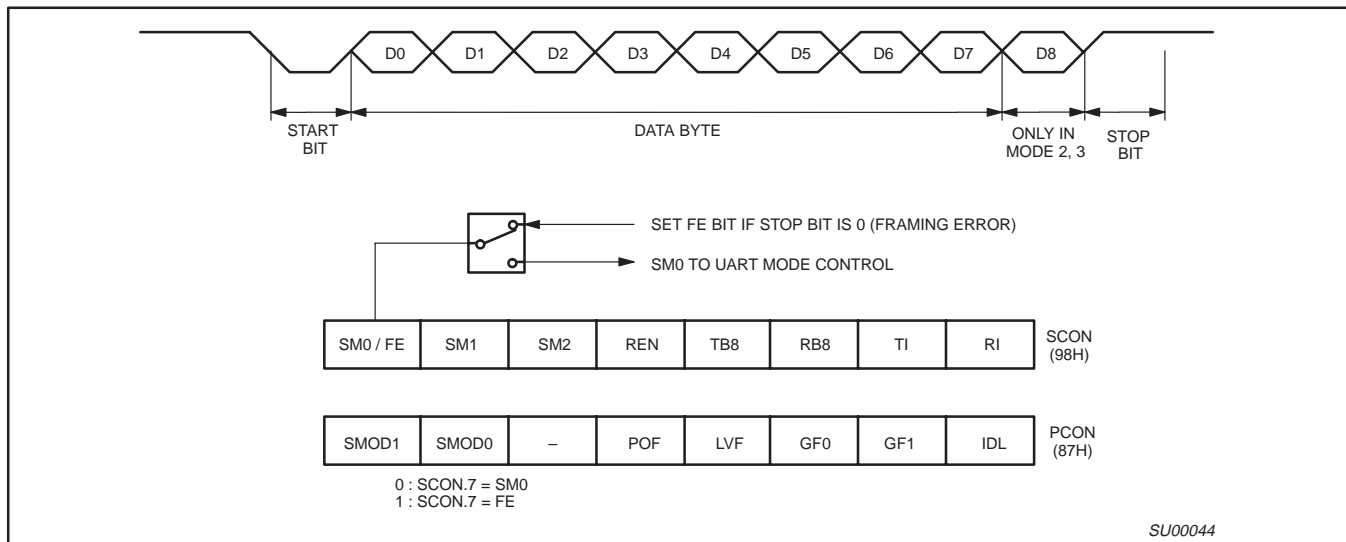 D0 D1 D2 D3 D4 D5 D6 D7 D8
START
BIT
DATA BYTE
ONLY IN
MODE 2, 3
STOP
BIT
SET FE BIT IF STOP BIT IS 0 (FRAMING ERROR)
SM0 TO UART MODE CONTROL
SM0 / FE SM1 SM2 REN TB8 RB8 TI RI
SCON
(98H)
SMOD1 SMOD0 – POF LVF GF0 GF1 IDL
PCON
(87H)
0 : SCON.7 = SM0
1 : SCON.7 = FE
SU00044